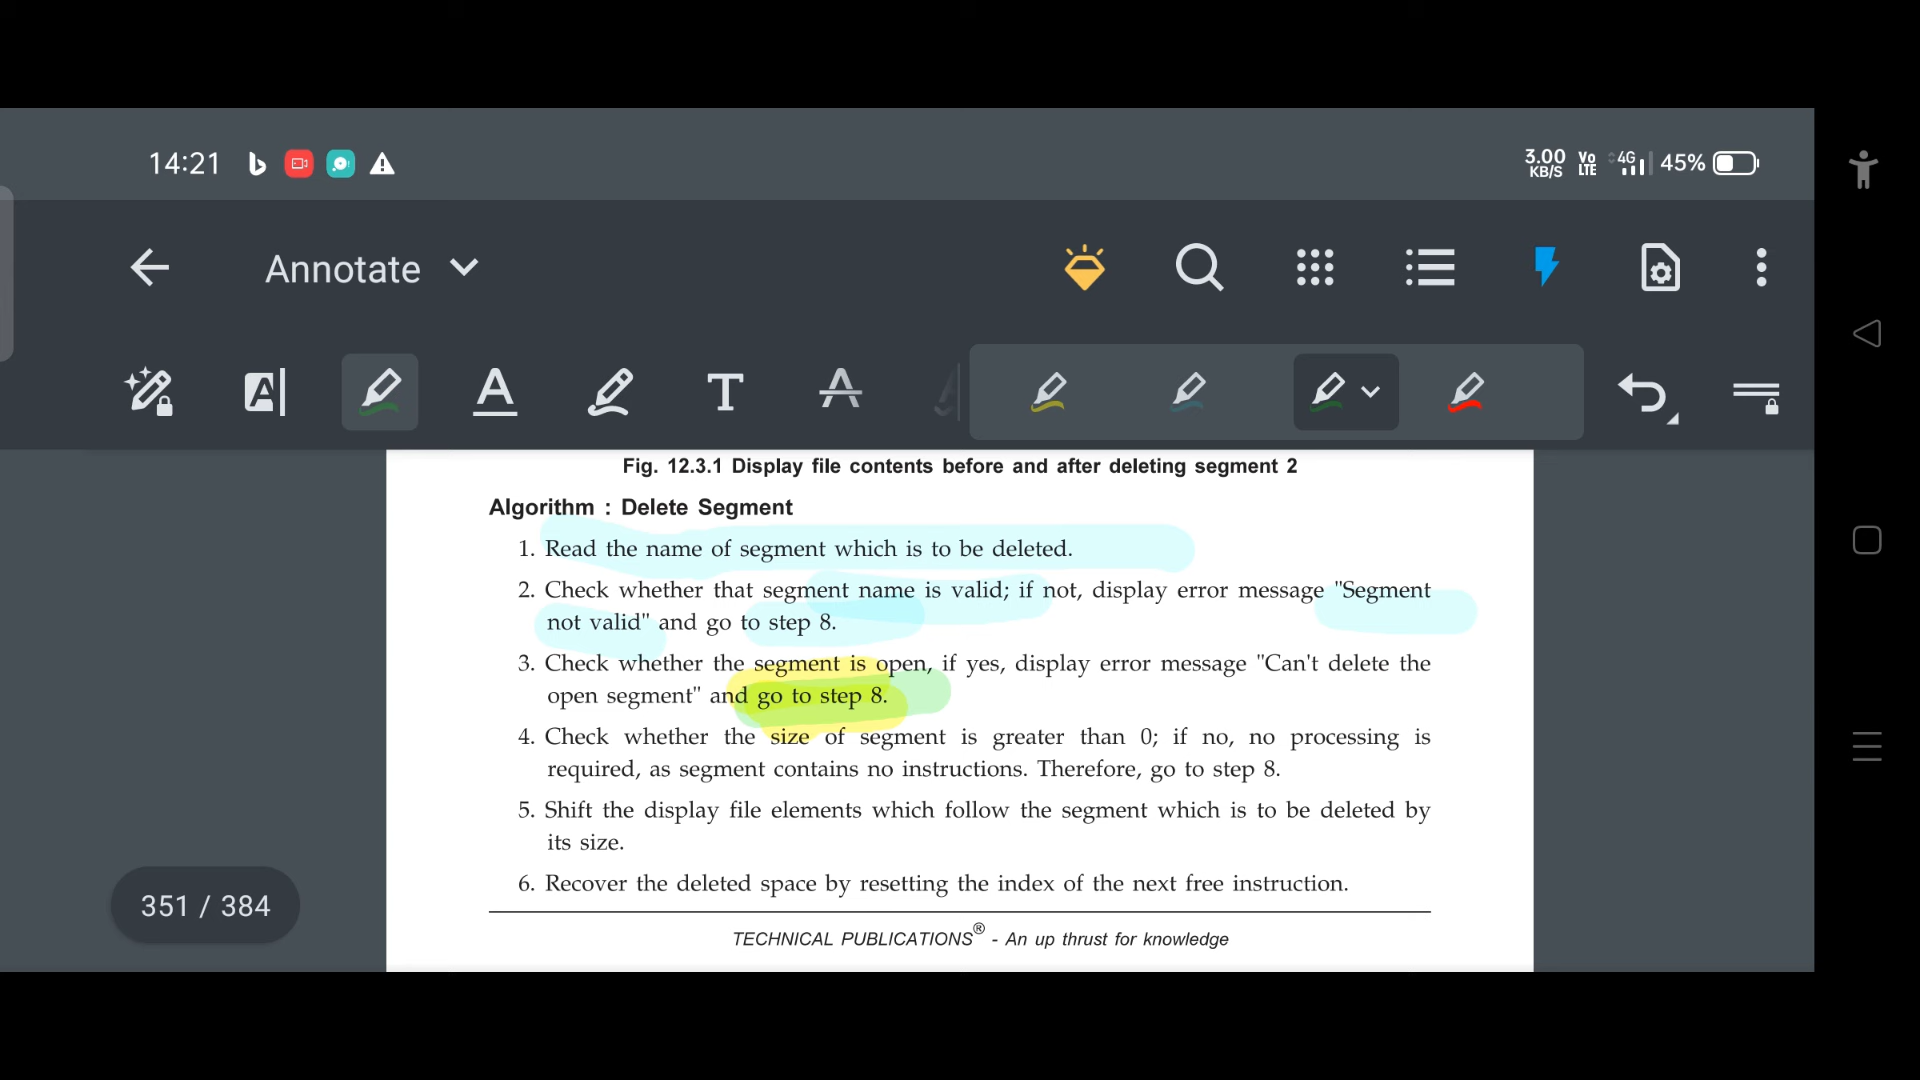 14:21
3.00 KB/S Vo LTE 4G 45%
Annotate
Fig. 12.3.1 Display file contents before and after deleting segment 2
Algorithm : Delete Segment
1. Read the name of segment which is to be deleted.
2. Check whether that segment name is valid; if not, display error message "Segment
not valid" and go to step 8.
3. Check whether the segment is open, if yes, display error message "Can't delete the
open segment" and go to step 8.
4. Check whether the size of segment is greater than 0; if no, no processing is
required, as segment contains no instructions. Therefore, go to step 8.
5. Shift the display file elements which follow the segment which is to be deleted by
its size.
6. Recover the deleted space by resetting the index of the next free instruction.
351 / 384
TECHNICAL PUBLICATIONS® - An up thrust for knowledge